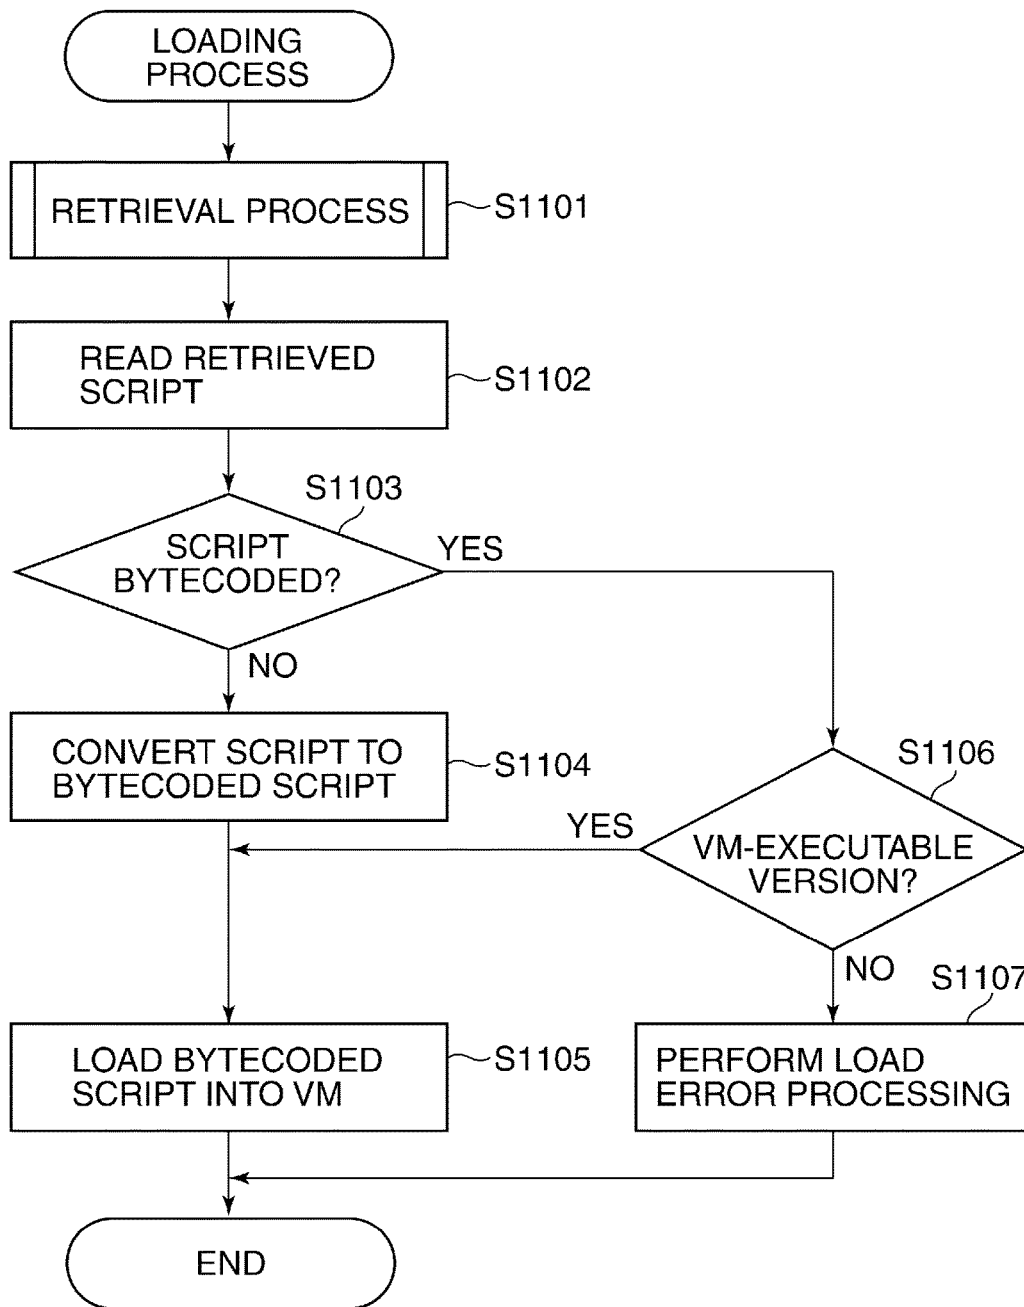 LOADING
PROCESS
RETRIEVAL PROCESS
S1101
READ RETRIEVED
SCRIPT
S1102
S1103
SCRIPT
BYTECODED?
YES
NO
CONVERT SCRIPT TO
BYTECODED SCRIPT
S1104
S1106
YES
VM-EXECUTABLE
VERSION?
NO
S1107
LOAD BYTECODED
SCRIPT INTO VM
S1105
PERFORM LOAD
ERROR PROCESSING
END